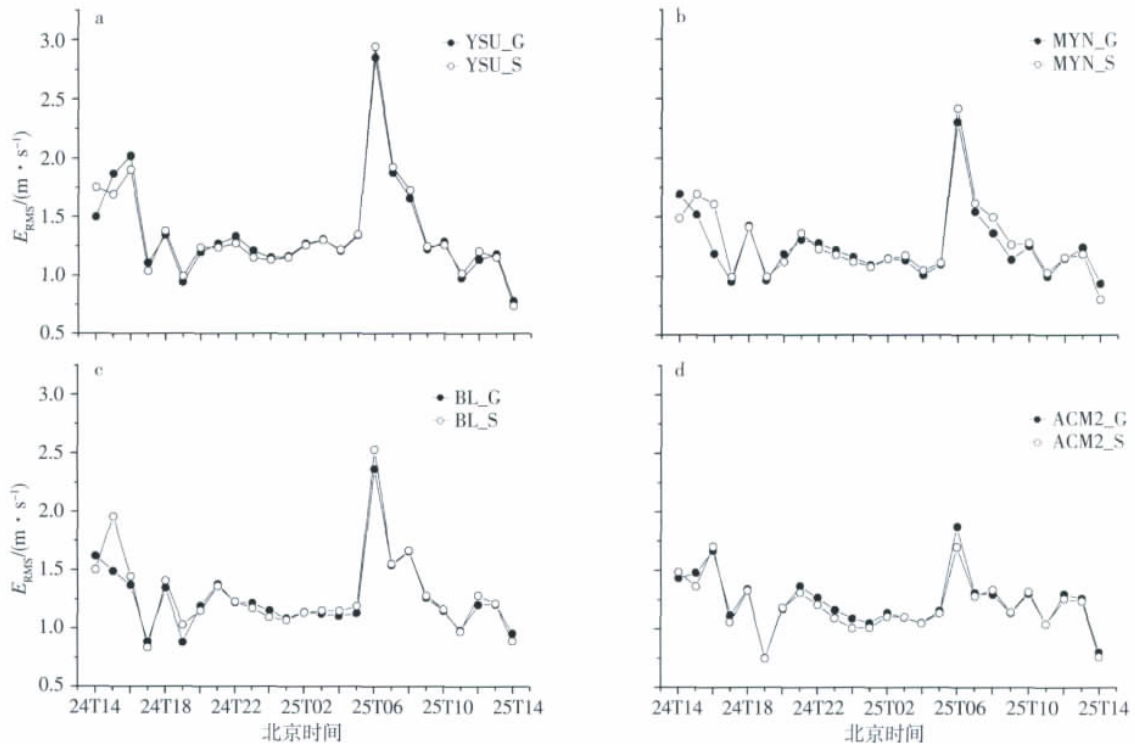 a
YSU_G
YSU_S
3.0
2.5
2.0
1.5
1.0
0.5
E_RMS/(m·s⁻¹)
b
MYN_G
MYN_S
c
BL_G
BL_S
3.0
2.5
2.0
1.5
1.0
0.5
E_RMS/(m·s⁻¹)
24T14 24T18 24T22 25T02 25T06 25T10 25T14
北京时间
d
ACM2_G
ACM2_S
24T14 24T18 24T22 25T02 25T06 25T10 25T14
北京时间